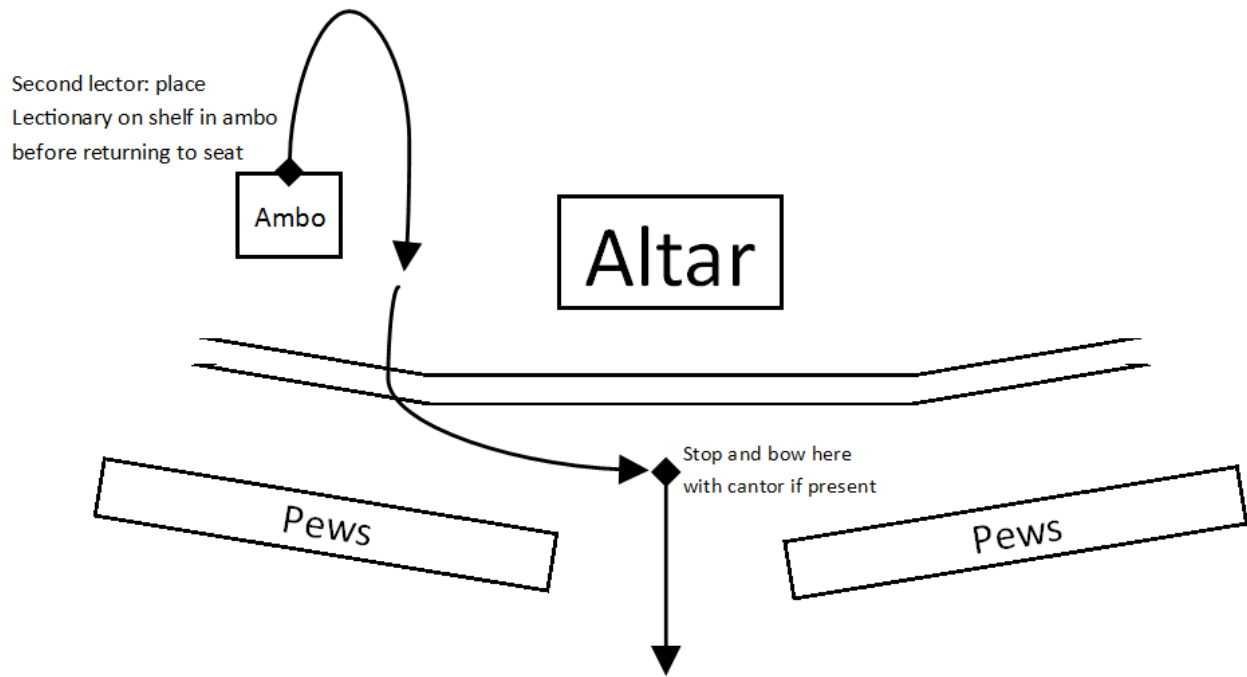 Second lector: place
Lectionary on shelf in ambo
before returning to seat
Ambo
Altar
Stop and bow here
with cantor if present
Pews
Pews